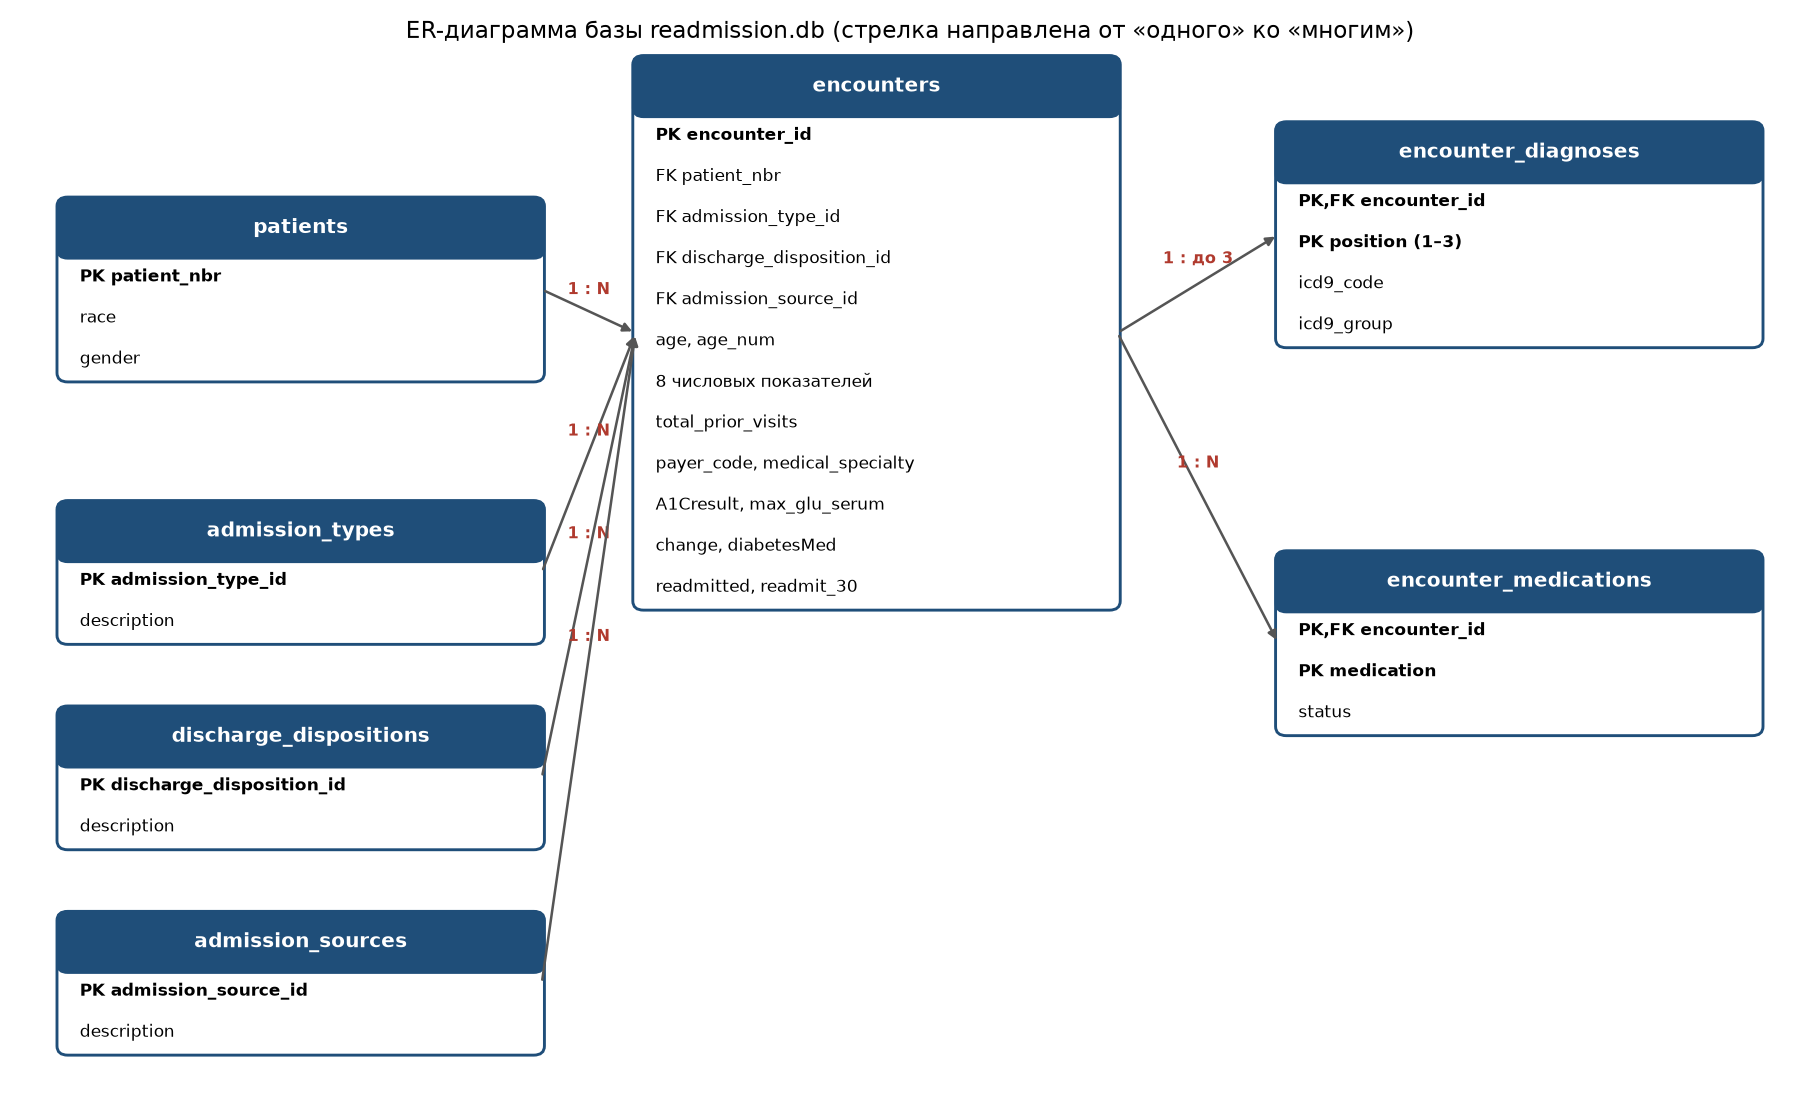 ER-диаграмма базы readmission.db (стрелка направлена от «одного» ко «многим»)
patients
PK patient_nbr
race
gender
admission_types
PK admission_type_id
description
discharge_dispositions
PK discharge_disposition_id
description
admission_sources
PK admission_source_id
description
1 : N
1 : N
1 : N
1 : N
encounters
PK encounter_id
FK patient_nbr
FK admission_type_id
FK discharge_disposition_id
FK admission_source_id
age, age_num
8 числовых показателей
total_prior_visits
payer_code, medical_specialty
A1Cresult, max_glu_serum
change, diabetesMed
readmitted, readmit_30
1 : до 3
1 : N
encounter_diagnoses
PK,FK encounter_id
PK position (1–3)
icd9_code
icd9_group
encounter_medications
PK,FK encounter_id
PK medication
status